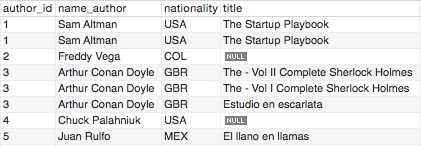 author_id name_author nationality title
1 Sam Altman USA The Startup Playbook
1 Sam Altman USA The Startup Playbook
2 Freddy Vega COL NULL
3 Arthur Conan Doyle GBR The - Vol II Complete Sherlock Holmes
3 Arthur Conan Doyle GBR The - Vol I Complete Sherlock Holmes
3 Arthur Conan Doyle GBR Estudio en escarlata
4 Chuck Palahniuk USA NULL
5 Juan Rulfo MEX El llano en llamas